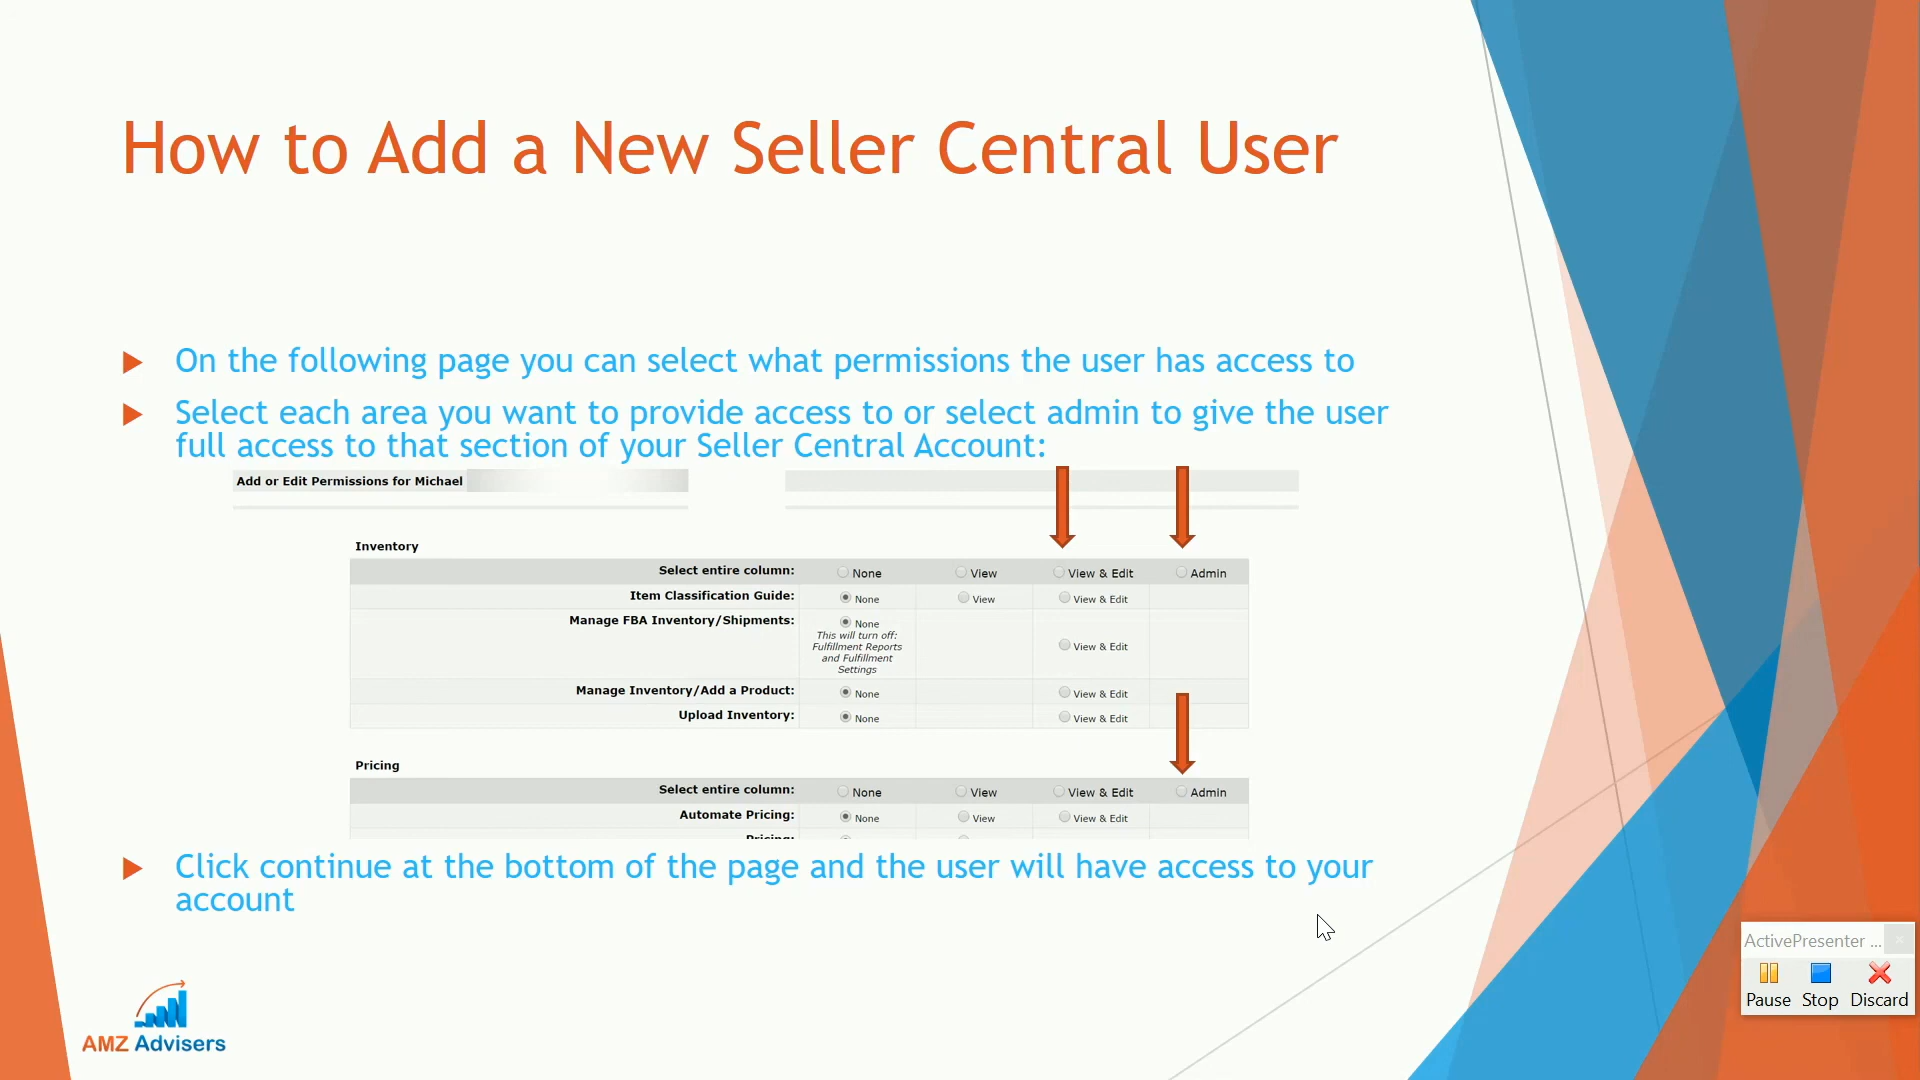 How to Add a New Seller Central User
On the following page you can select what permissions the user has access to
Select each area you want to provide access to or select admin to give the user
full access to that section of your Seller Central Account:
Add or Edit Permissions for Michael
Inventory
Select entire column: None View View & Edit Admin
Item Classification Guide: None View View & Edit
Manage FBA Inventory/Shipments: None
This will turn off:
Fulfillment Reports
and Fulfillment
Settings
View & Edit
Manage Inventory/Add a Product: None View & Edit
Upload Inventory: None View & Edit
Pricing
Select entire column: None View View & Edit Admin
Automate Pricing: None View View & Edit
Pricing:
Click continue at the bottom of the page and the user will have access to your
account
AMZ Advisers
ActivePresenter ...
Pause Stop Discard